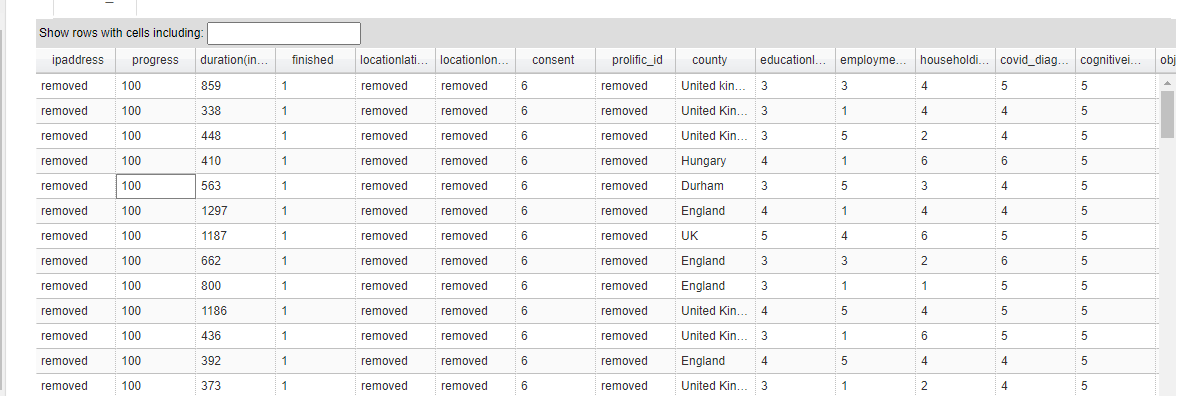 Show rows with cells including:
ipaddress progress duration(in... finished locationlati... locationlon... consent prolific_id county educationl... employme... householdi... covid_diag... cognitivei... obj
removed 100 859 1 removed removed 6 removed United kin... 3 3 4 5 5
removed 100 338 1 removed removed 6 removed United Kin... 3 1 4 4 5
removed 100 448 1 removed removed 6 removed United Kin... 3 5 2 4 5
removed 100 410 1 removed removed 6 removed Hungary 4 1 6 6 5
removed 100 563 1 removed removed 6 removed Durham 3 5 3 4 5
removed 100 1297 1 removed removed 6 removed England 4 1 4 4 5
removed 100 1187 1 removed removed 6 removed UK 5 4 6 5 5
removed 100 662 1 removed removed 6 removed England 3 3 2 6 5
removed 100 800 1 removed removed 6 removed England 3 1 1 5 5
removed 100 1186 1 removed removed 6 removed United Kin... 4 5 4 4 5
removed 100 436 1 removed removed 6 removed United Kin... 3 1 6 5 5
removed 100 392 1 removed removed 6 removed England 4 5 4 4 5
removed 100 373 1 removed removed 6 removed United Kin... 3 1 2 4 5